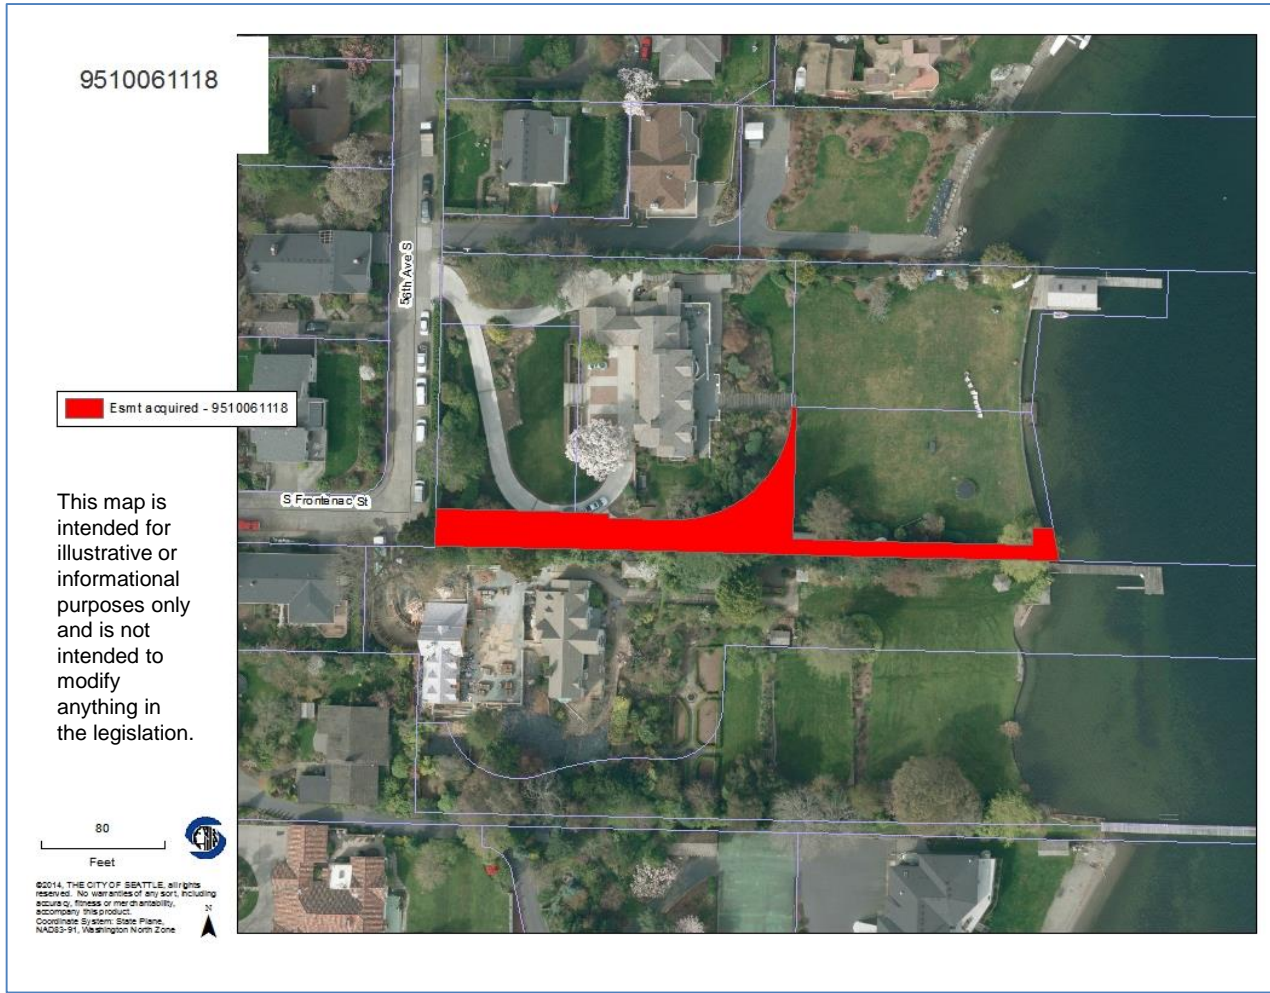 9510061118
56th Ave S
Esmt acquired - 9510061118
S Frontenac St
This map is
intended for
illustrative or
informational
purposes only
and is not
intended to
modify
anything in
the legislation.
80
Feet
©2014, THE CITY OF SEATTLE, all rights
reserved. No warranties of any sort, including
accuracy, fitness or merchantability,
accompany this product.
Coordinate System: State Plane,
NAD83-91, Washington North Zone
N